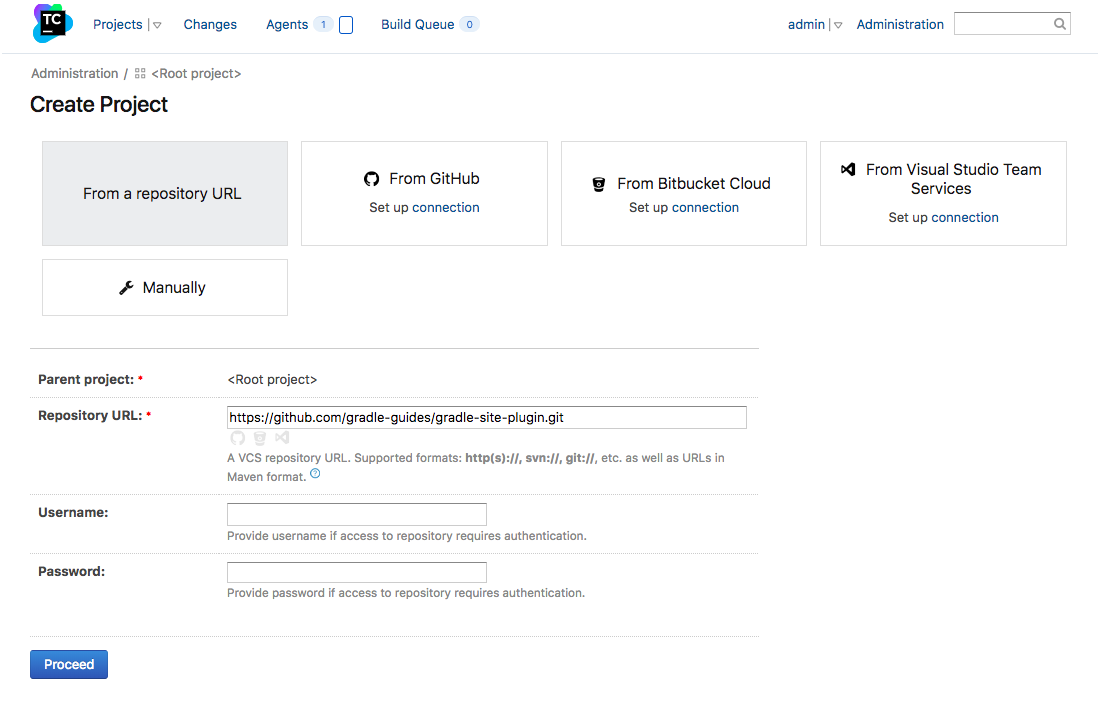 TC
Projects
Changes
Agents 1
Build Queue 0
admin
Administration
Administration / <Root project>
Create Project
From a repository URL
From GitHub
Set up connection
From Bitbucket Cloud
Set up connection
From Visual Studio Team
Services
Set up connection
Manually
Parent project: *
<Root project>
Repository URL: *
https://github.com/gradle-guides/gradle-site-plugin.git
A VCS repository URL. Supported formats: http(s)://, svn://, git://, etc. as well as URLs in
Maven format. ?
Username:
Provide username if access to repository requires authentication.
Password:
Provide password if access to repository requires authentication.
Proceed